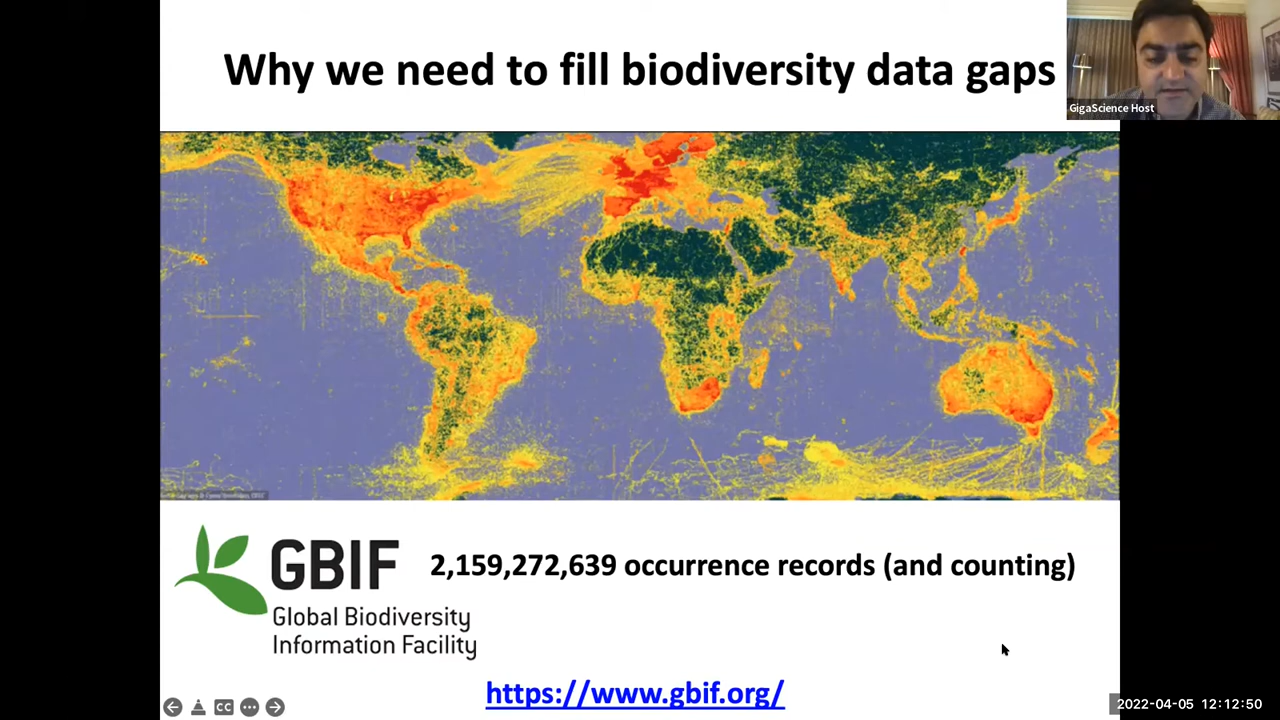 Why we need to fill biodiversity data gaps
GigaScience Host
GBIF
2,159,272,639 occurrence records (and counting)
Global Biodiversity
Information Facility
https://www.gbif.org/
CC
2022-04-05 12:12:50